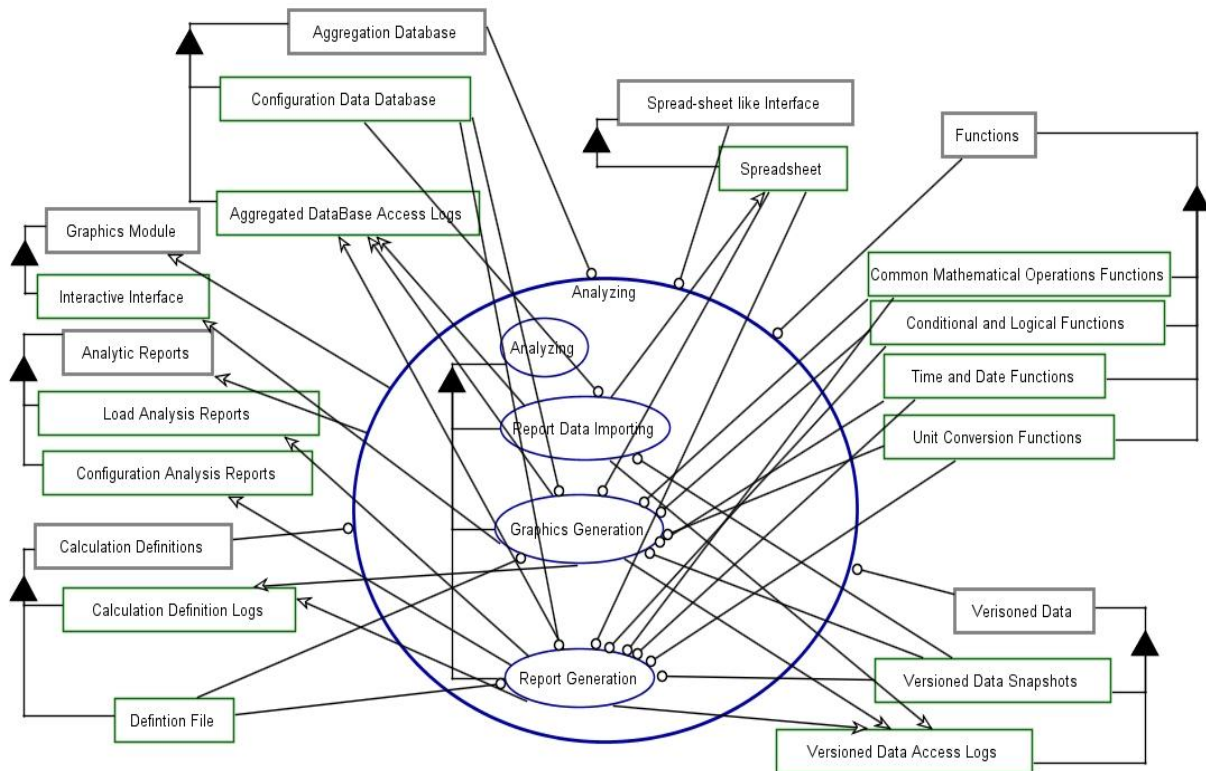 Aggregation Database
Configuration Data Database
Spread-sheet like Interface
Functions
Spreadsheet
Aggregated DataBase Access Logs
Graphics Module
Common Mathematical Operations Functions
Interactive Interface
Analyzing
Conditional and Logical Functions
Analyzing
Analytic Reports
Time and Date Functions
Load Analysis Reports
Report Data Importing
Unit Conversion Functions
Configuration Analysis Reports
Graphics Generation
Calculation Definitions
Calculation Definition Logs
Verisoned Data
Report Generation
Versioned Data Snapshots
Defintion File
Versioned Data Access Logs